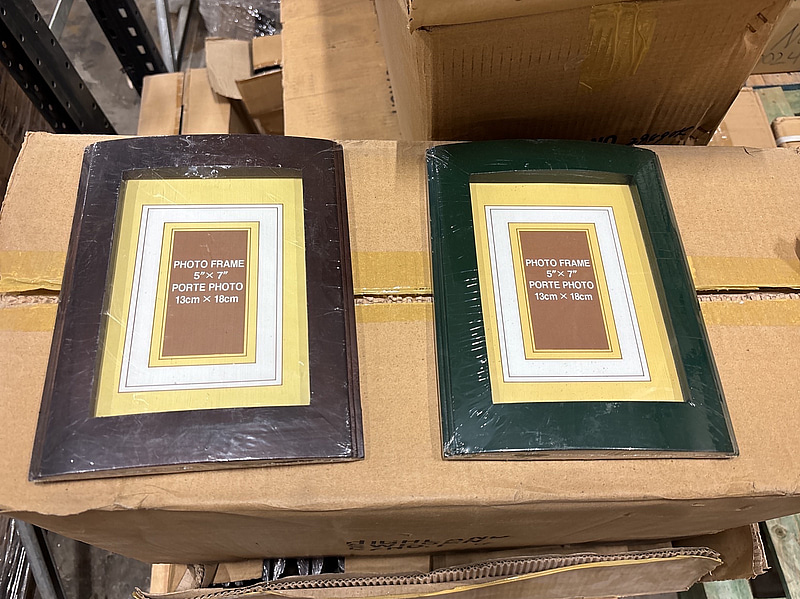 PHOTO FRAME
5"× 7"
PORTE PHOTO
13cm × 18cm
PHOTO FRAME
5"× 7"
PORTE PHOTO
13cm × 18cm